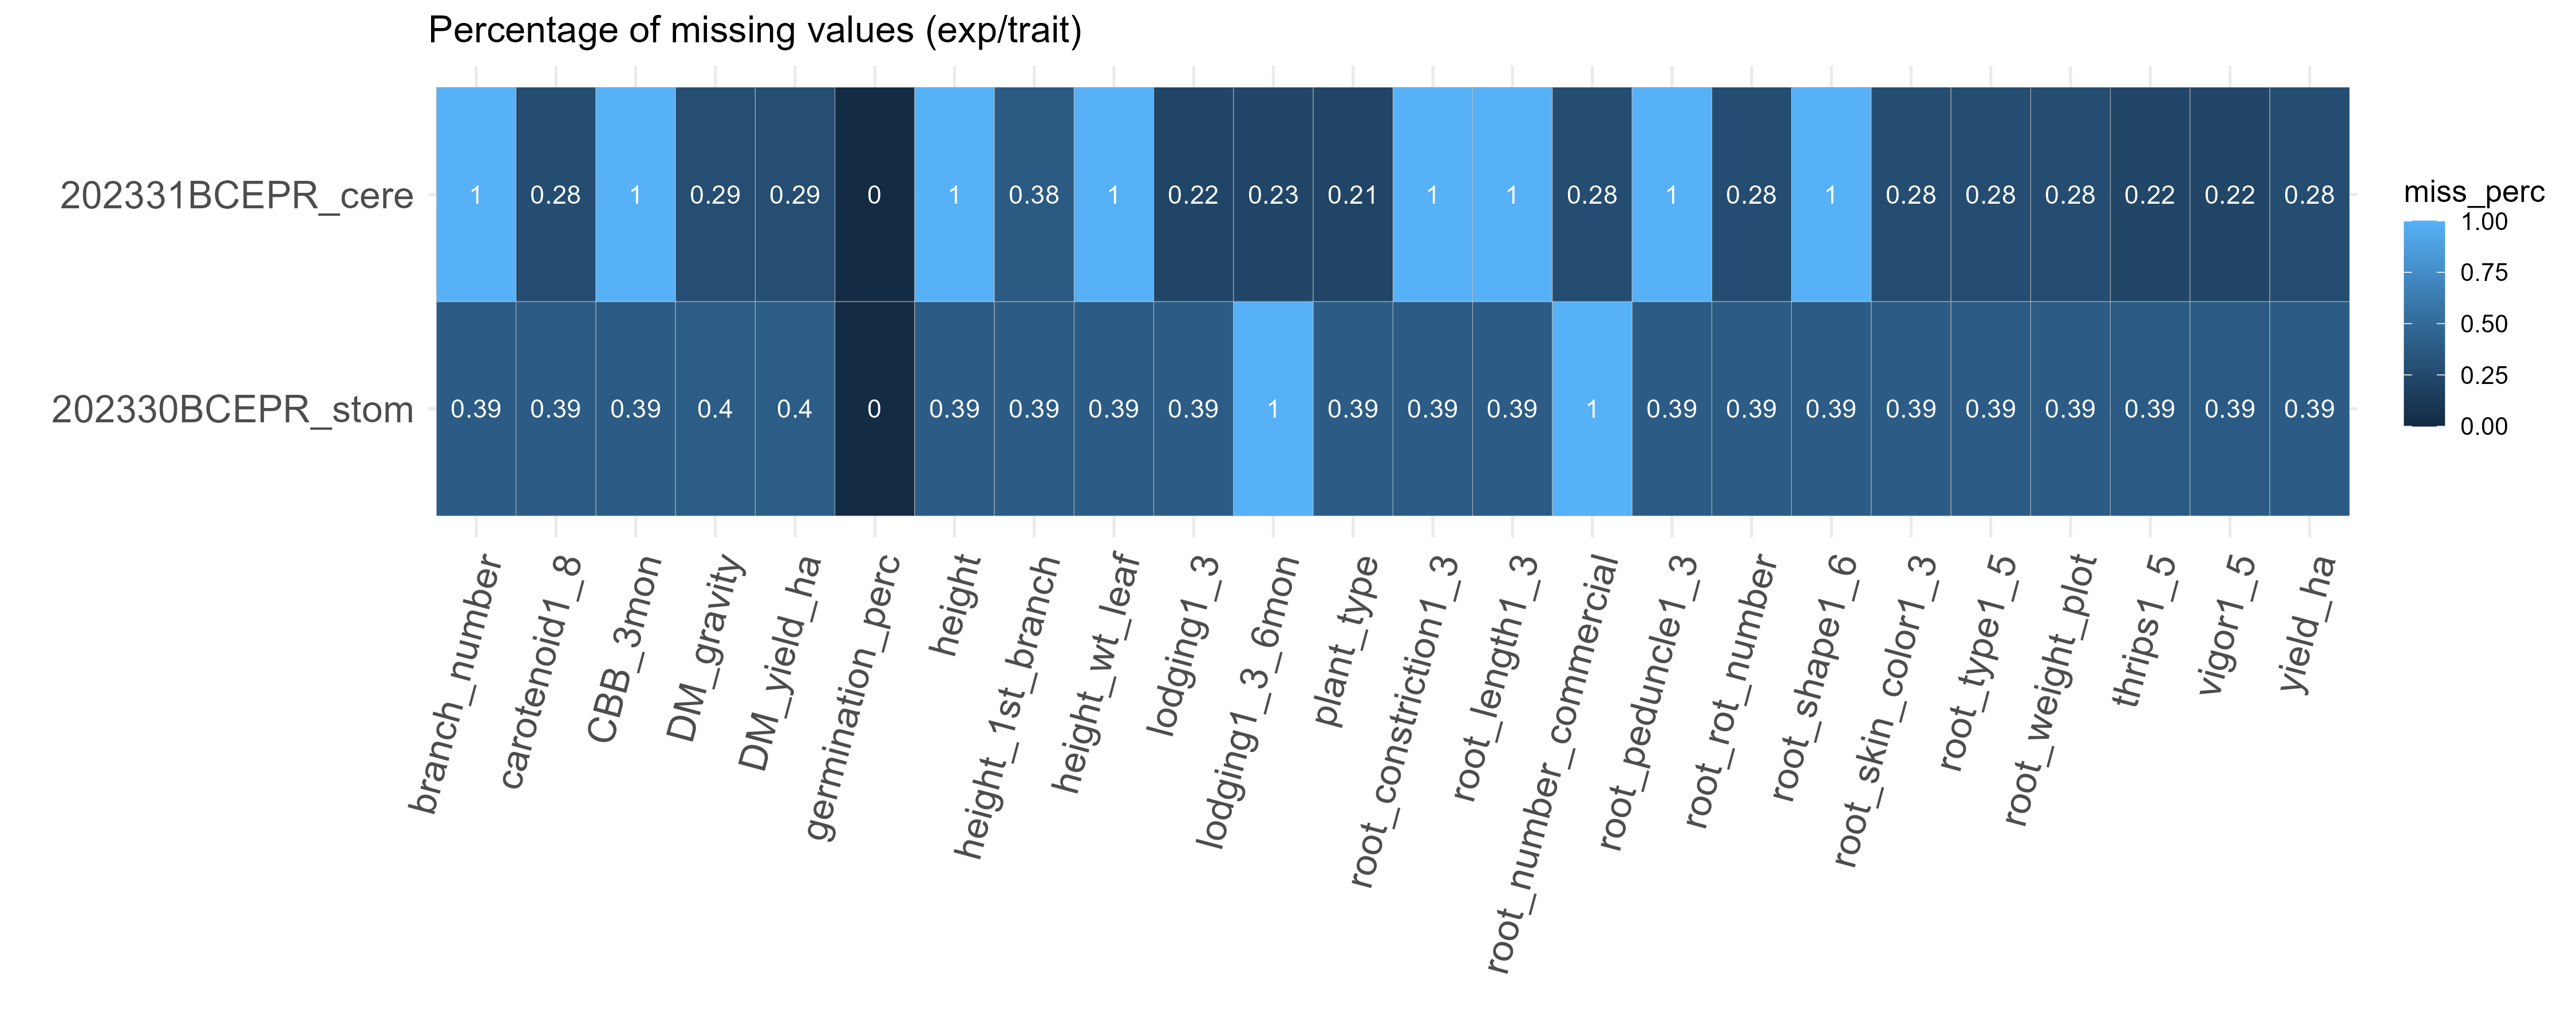 Percentage of missing values (exp/trait)
202331BCEPR_cere
1 0.28 1 0.29 0.29 0 1 0.38 1 0.22 0.23 0.21 1 1 0.28 1 0.28 1 0.28 0.28 0.28 0.22 0.22 0.28
202330BCEPR_stom
0.39 0.39 0.39 0.4 0.4 0 0.39 0.39 0.39 0.39 1 0.39 0.39 0.39 1 0.39 0.39 0.39 0.39 0.39 0.39 0.39 0.39 0.39
branch_number
carotenoid1_8
CBB_3mon
DM_gravity
DM_yield_ha
germination_perc
height
height_1st_branch
height_wt_leaf
lodging1_3
lodging1_3_6mon
plant_type
root_constriction1_3
root_length1_3
root_number_commercial
root_peduncle1_3
root_rot_number
root_shape1_6
root_skin_color1_3
root_type1_5
root_weight_plot
thrips1_5
vigor1_5
yield_ha
miss_perc
1.00
0.75
0.50
0.25
0.00